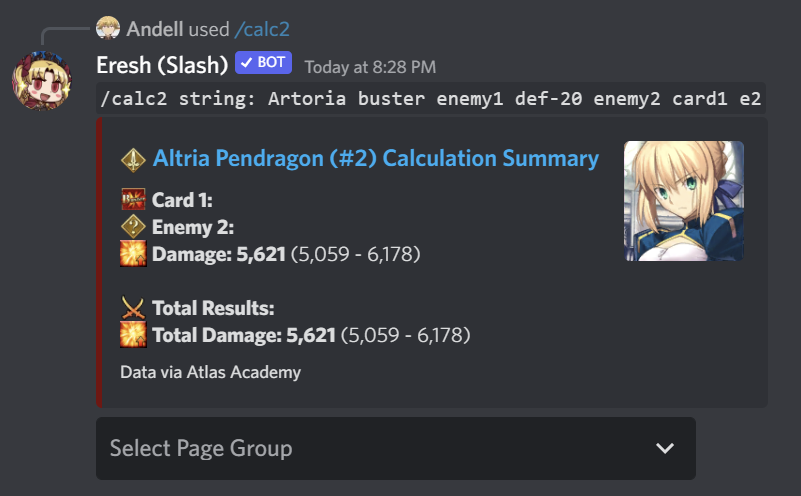 Andell used /calc2
Eresh (Slash) ✓ BOT Today at 8:28 PM
/calc2 string: Artoria buster enemy1 def-20 enemy2 card1 e2
Altria Pendragon (#2) Calculation Summary
Card 1:
Enemy 2:
Damage: 5,621 (5,059 - 6,178)
Total Results:
Total Damage: 5,621 (5,059 - 6,178)
Data via Atlas Academy
Select Page Group